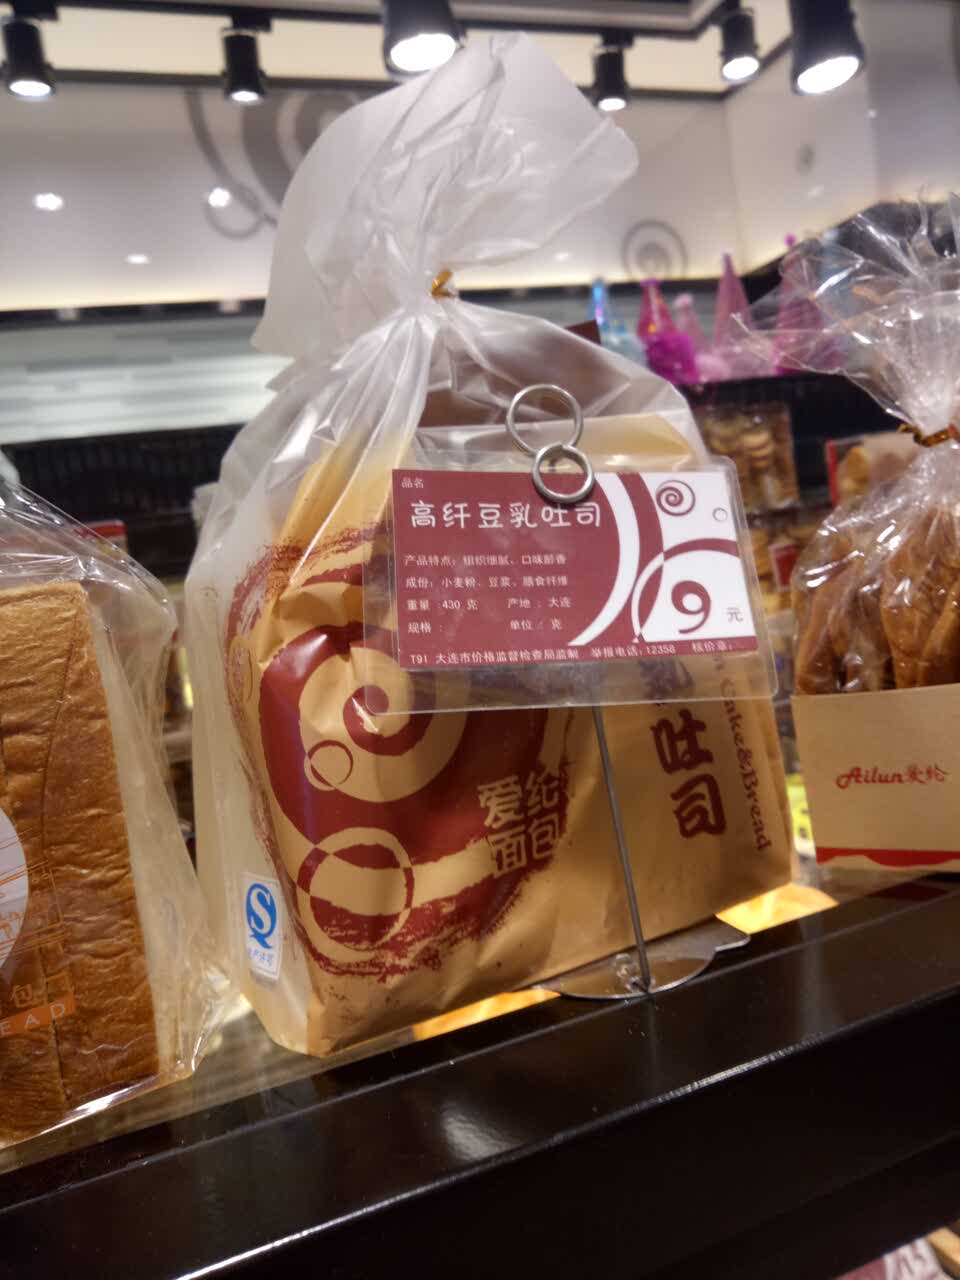 品名
高纤豆乳吐司
产品特点：组织细腻、口味醇香
成份：小麦粉、豆浆、膳食纤维
重量：430 克 产地：大连
规格： 单位：克
9 元
T91 大连市价格监督检查局监制 举报电话：12358 核价章：
爱纶
面包
吐司
Cake&Bread
Ailun爱纶
包
EAD